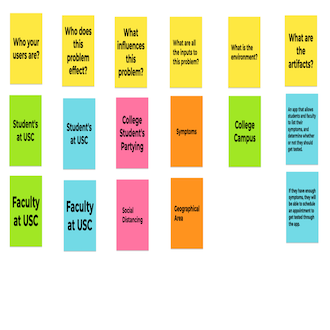 Who your
users are?
Who does
this
problem
effect?
What
influences
this
problem?
What are all
the inputs to
this problem?
What is the
environment?
What are
the
artifacts?
Student's
at USC
Student's
at USC
College
Student's
Partying
Symptoms
College
Campus
An app that allows
students and faculty
to list their
symptoms, and
determine whether
or not they should
get tested.
Faculty
at USC
Faculty
at USC
Social
Distancing
Geographical
Area
If they have enough
symptoms, they will
be able to schedule
an appointment to
get tested through
the app.